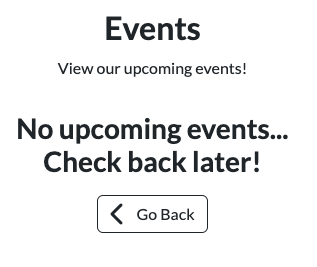 Events
View our upcoming events!
No upcoming events...
Check back later!
Go Back